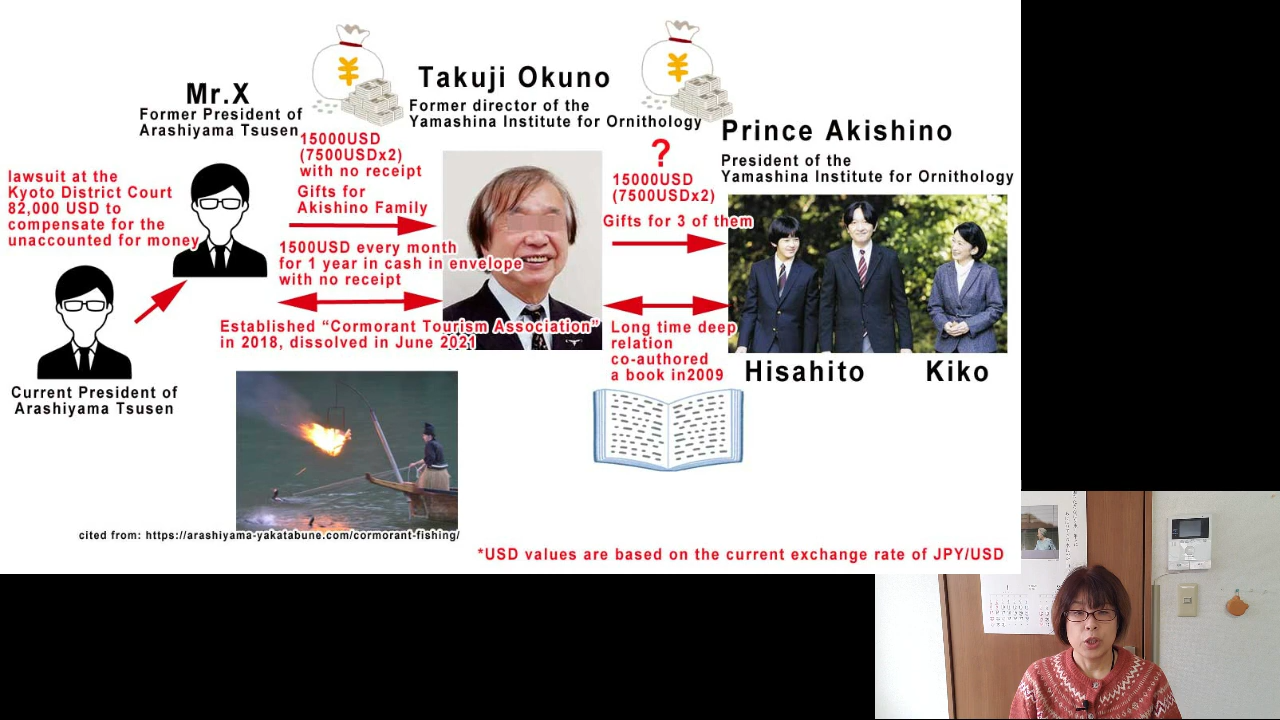 Mr.X
Former President of
Arashiyama Tsusen
Takuji Okuno
Former director of the
Yamashina Institute for Ornithology
Prince Akishino
President of the
Yamashina Institute for Ornithology
¥
¥
15000USD
(7500USDx2)
with no receipt
Gifts for
Akishino Family
?
15000USD
(7500USDx2)
Gifts for 3 of them
lawsuit at the
Kyoto District Court
82,000 USD to
compensate for the
unaccounted for money
1500USD every month
for 1 year in cash in envelope
with no receipt
Established “Cormorant Tourism Association”
in 2018, dissolved in June 2021
Long time deep
relation
co-authored
a book in2009
Hisahito
Kiko
Current President of
Arashiyama Tsusen
cited from: https://arashiyama-yakatabune.com/cormorant-fishing/
*USD values are based on the current exchange rate of JPY/USD